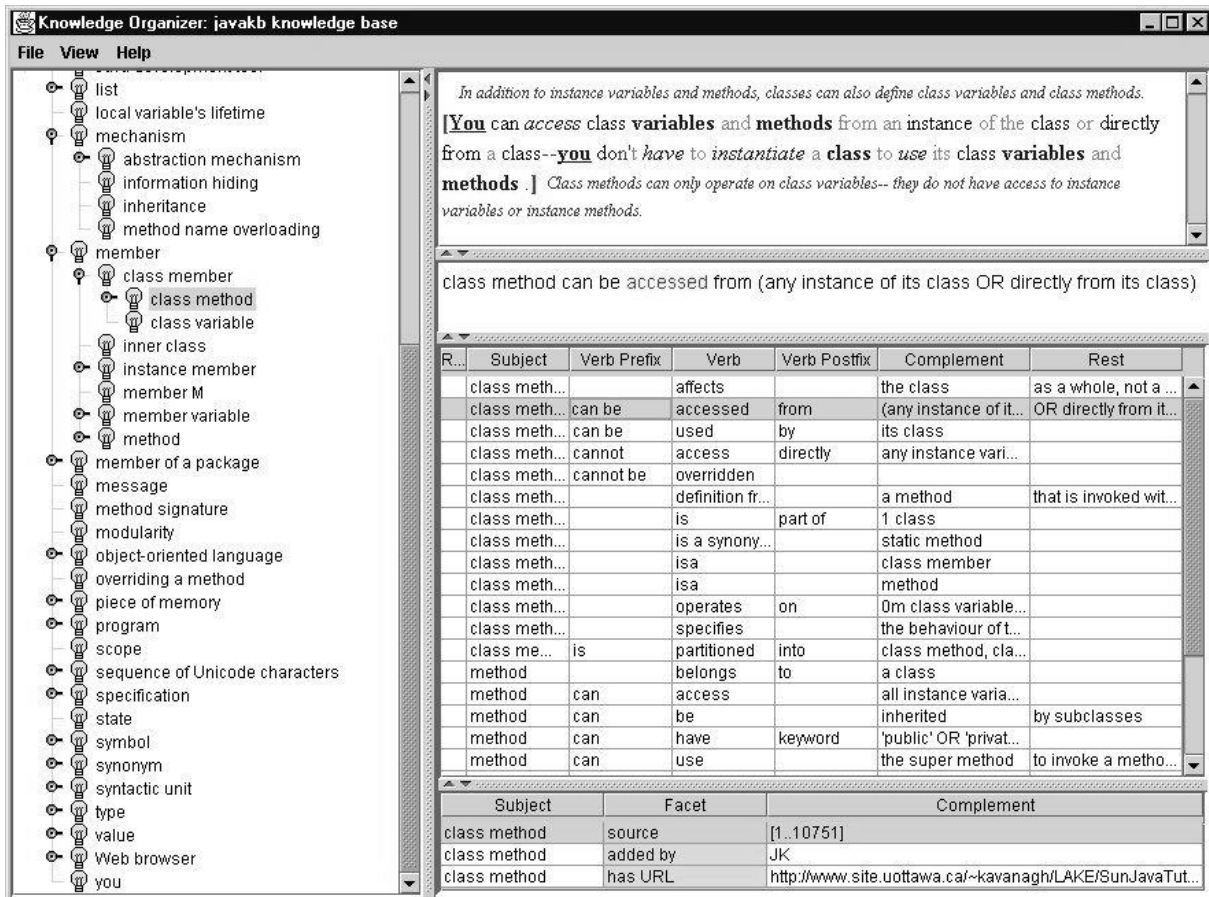 Knowledge Organizer: javakb knowledge base
File View Help
list
local variable's lifetime
mechanism
abstraction mechanism
information hiding
inheritance
method name overloading
member
class member
class method
class variable
inner class
instance member
member M
member variable
method
member of a package
message
method signature
modularity
object-oriented language
overriding a method
piece of memory
program
scope
sequence of Unicode characters
specification
state
symbol
synonym
syntactic unit
type
value
Web browser
you
In addition to instance variables and methods, classes can also define class variables and class methods.
[You can access class variables and methods from an instance of the class or directly
from a class--you don't have to instantiate a class to use its class variables and
methods .] Class methods can only operate on class variables-- they do not have access to instance
variables or instance methods.
class method can be accessed from (any instance of its class OR directly from its class)
R... Subject Verb Prefix Verb Verb Postfix Complement Rest
class meth... affects the class as a whole, not a ...
class meth... can be accessed from (any instance of it... OR directly from it...
class meth... can be used by its class
class meth... cannot access directly any instance vari...
class meth... cannot be overridden
class meth... definition fr... a method that is invoked wit...
class meth... is part of 1 class
class meth... is a synony... static method
class meth... isa class member
class meth... isa method
class meth... operates on 0m class variable...
class meth... specifies the behaviour of t...
class me... is partitioned into class method, cla...
method belongs to a class
method can access all instance varia...
method can be inherited by subclasses
method can have keyword 'public' OR 'privat...
method can use the super method to invoke a metho...
Subject Facet Complement
class method source [1..10751]
class method added by JK
class method has URL http://www.site.uottawa.ca/~kavanagh/LAKE/SunJavaTut...